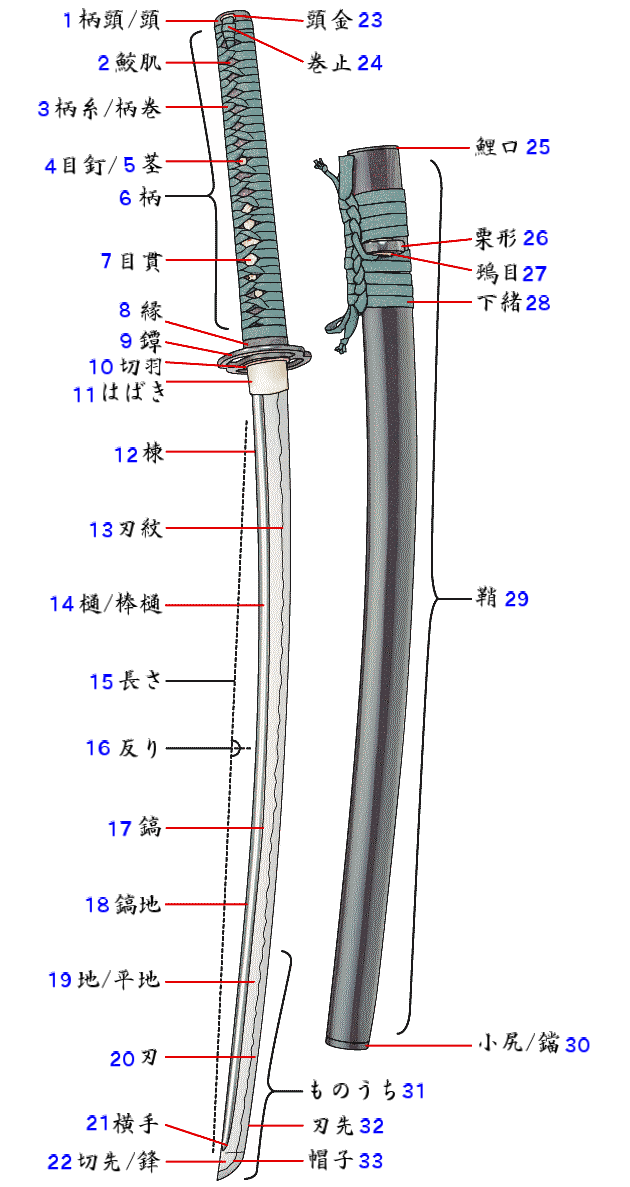 1 柄頭/頭
頭金 23
2 鮫肌
巻止 24
3 柄糸/柄巻
4 目釘/ 5 茎
6 柄
7 目貫
8 縁
9 鐔
10 切羽
11 はばき
12 棟
13 刃紋
14 樋/棒樋
15 長さ
16 反り
17 鎬
18 鎬地
19 地/平地
20 刃
21 横手
22 切先/鋒
鯉口 25
栗形 26
鵐目 27
下緒 28
鞘 29
小尻/鐺 30
ものうち 31
刃先 32
帽子 33